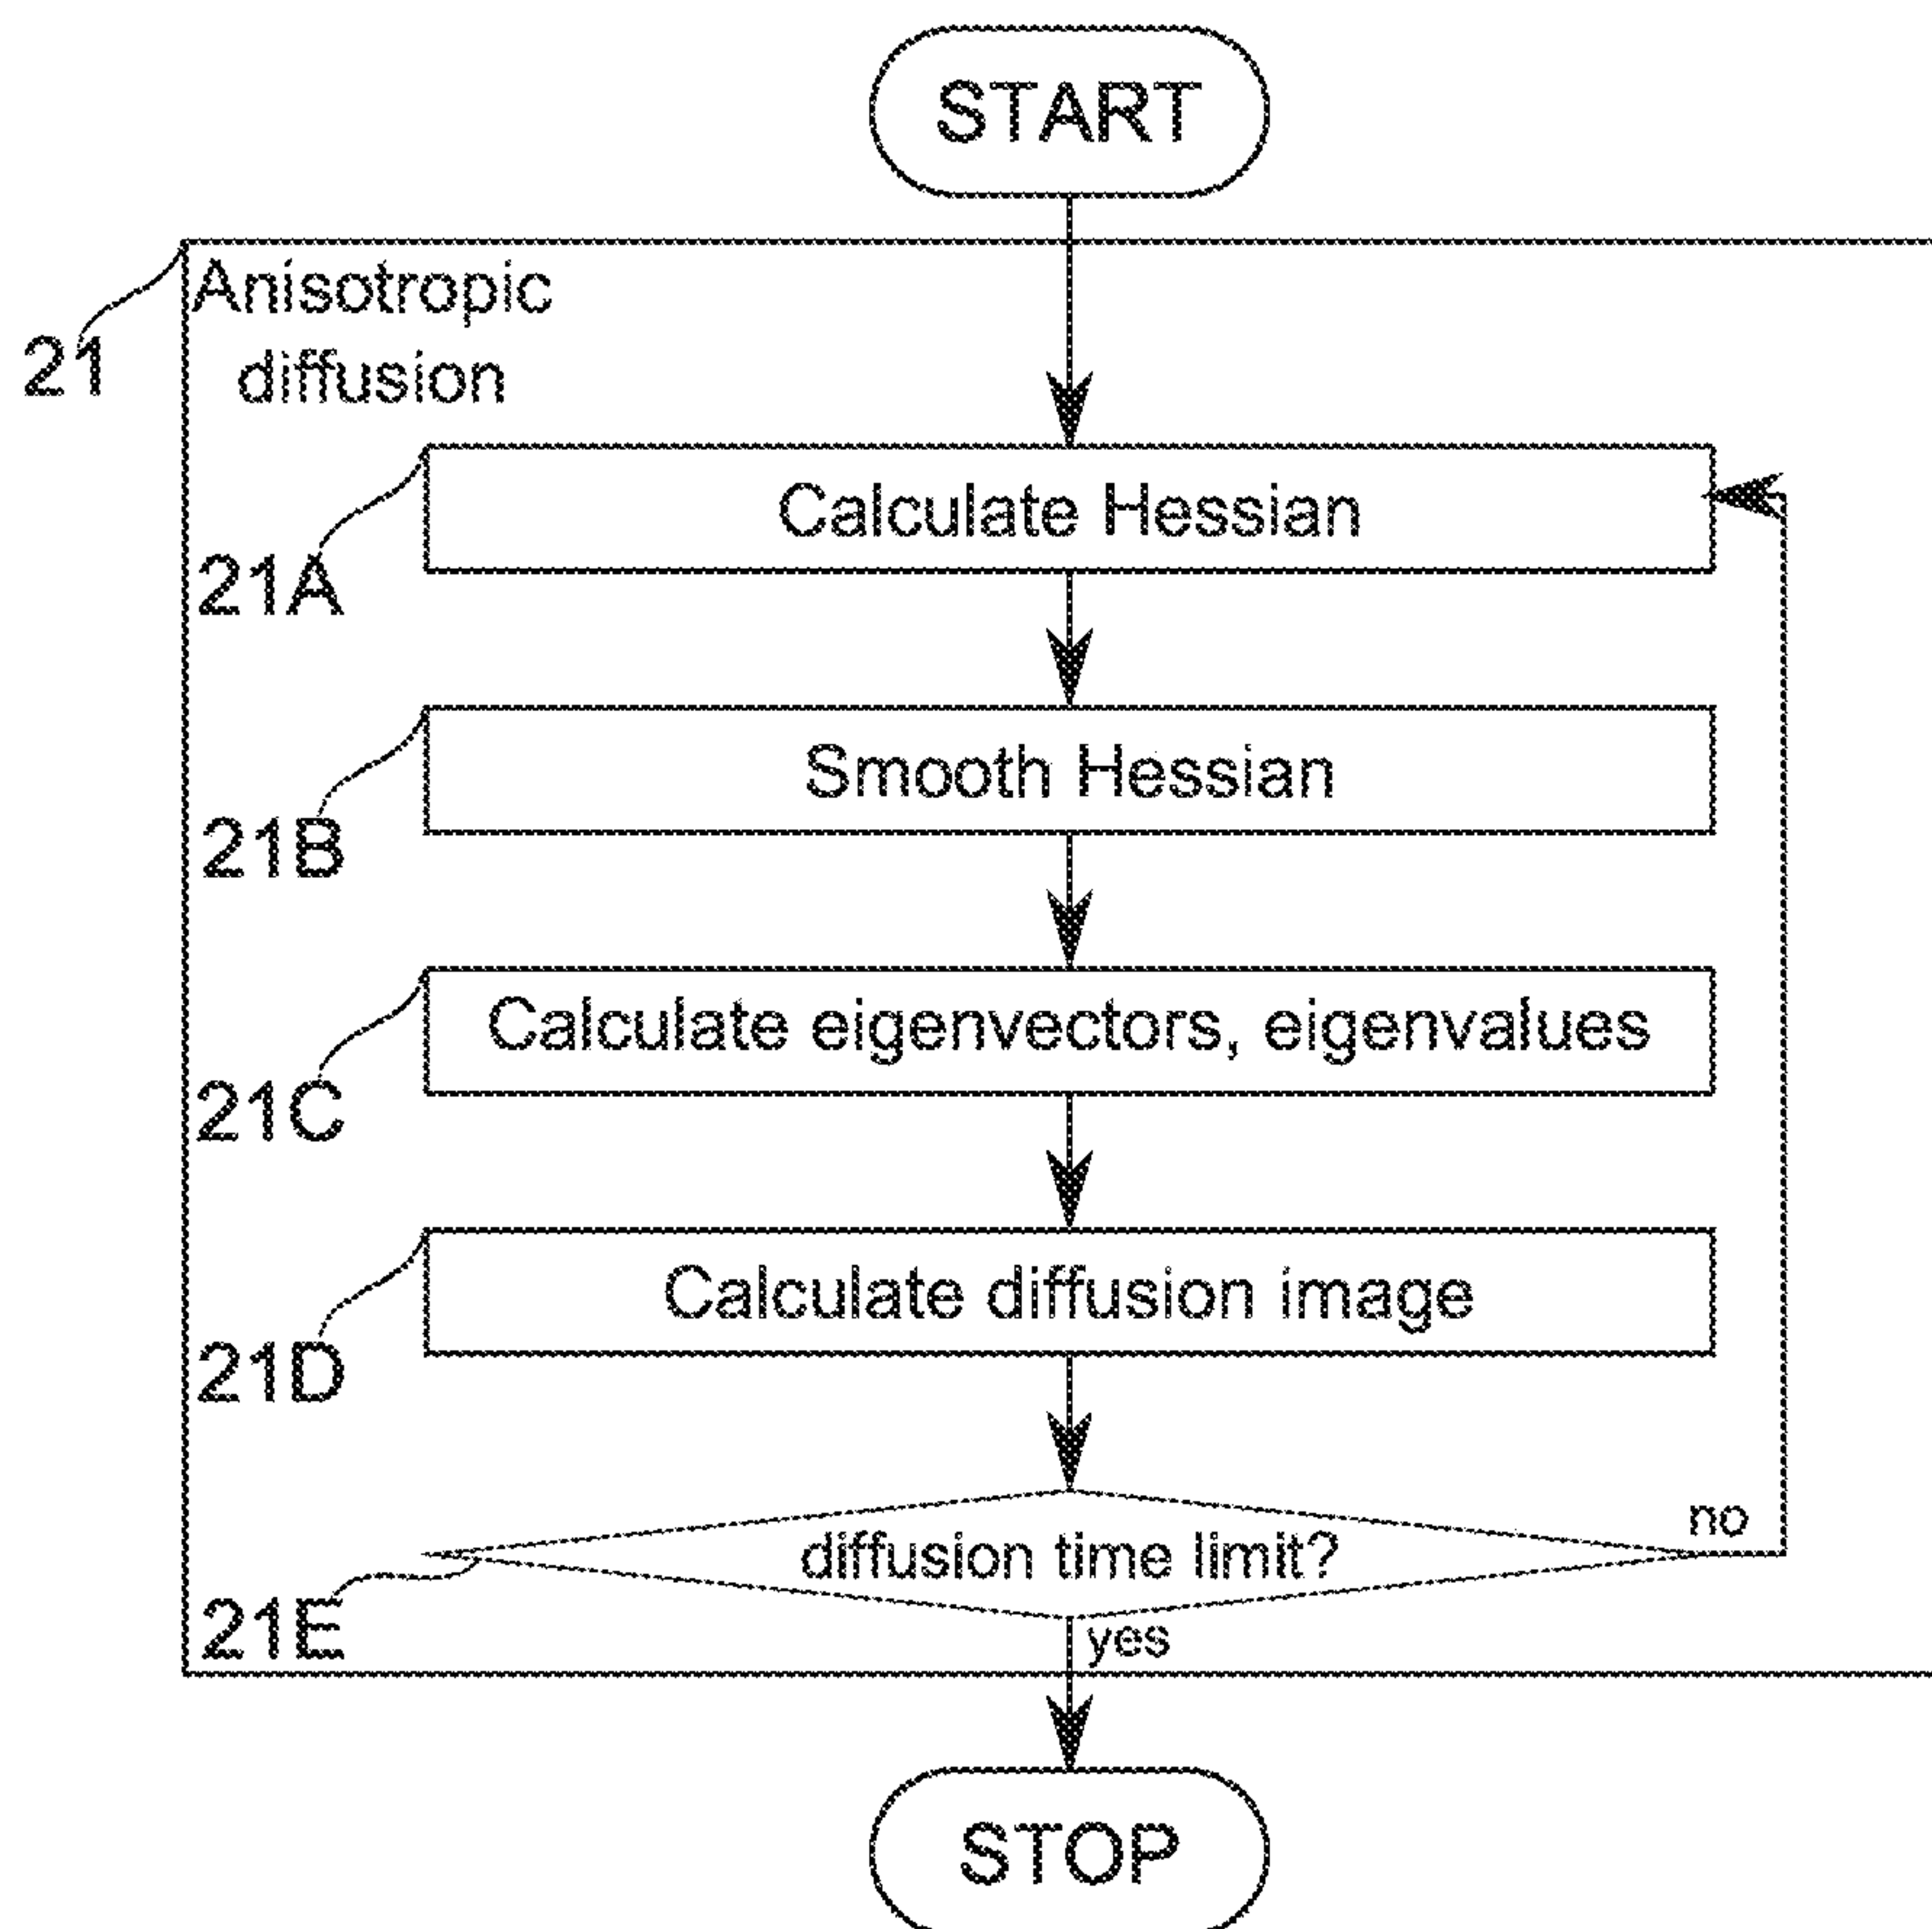 START
Anisotropic
diffusion
21
Calculate Hessian
21A
Smooth Hessian
21B
Calculate eigenvectors, eigenvalues
21C
Calculate diffusion image
21D
no
diffusion time limit?
21E
yes
STOP